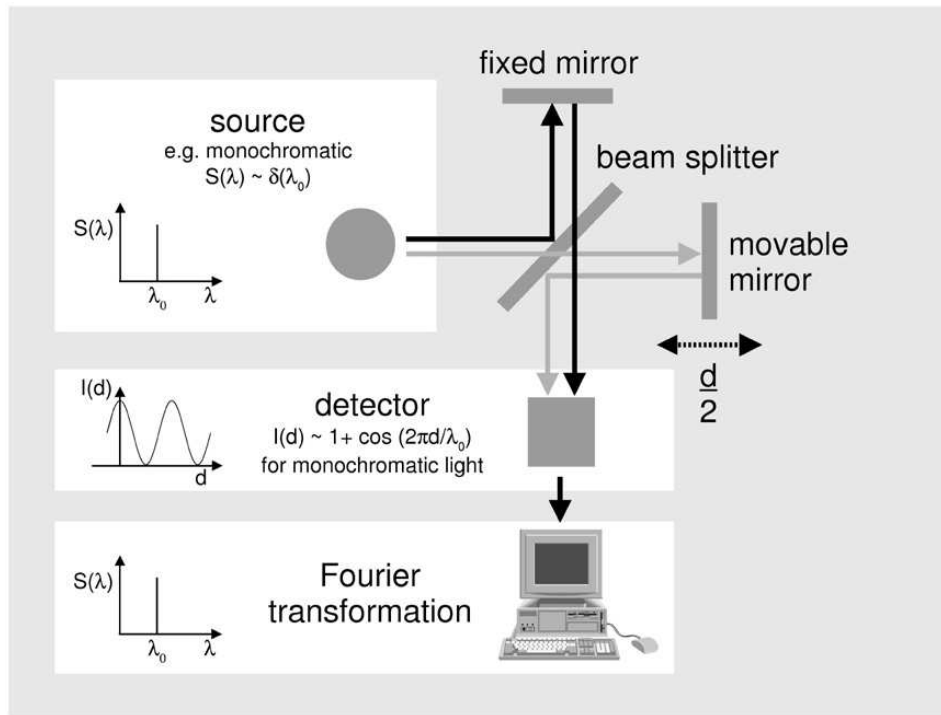 fixed mirror
source
e.g. monochromatic
S(λ) ~ δ(λ₀)
beam splitter
S(λ)
λ₀ λ
movable
mirror
d
2
I(d)
d
detector
I(d) ~ 1+ cos (2πd/λ₀)
for monochromatic light
S(λ)
λ₀ λ
Fourier
transformation